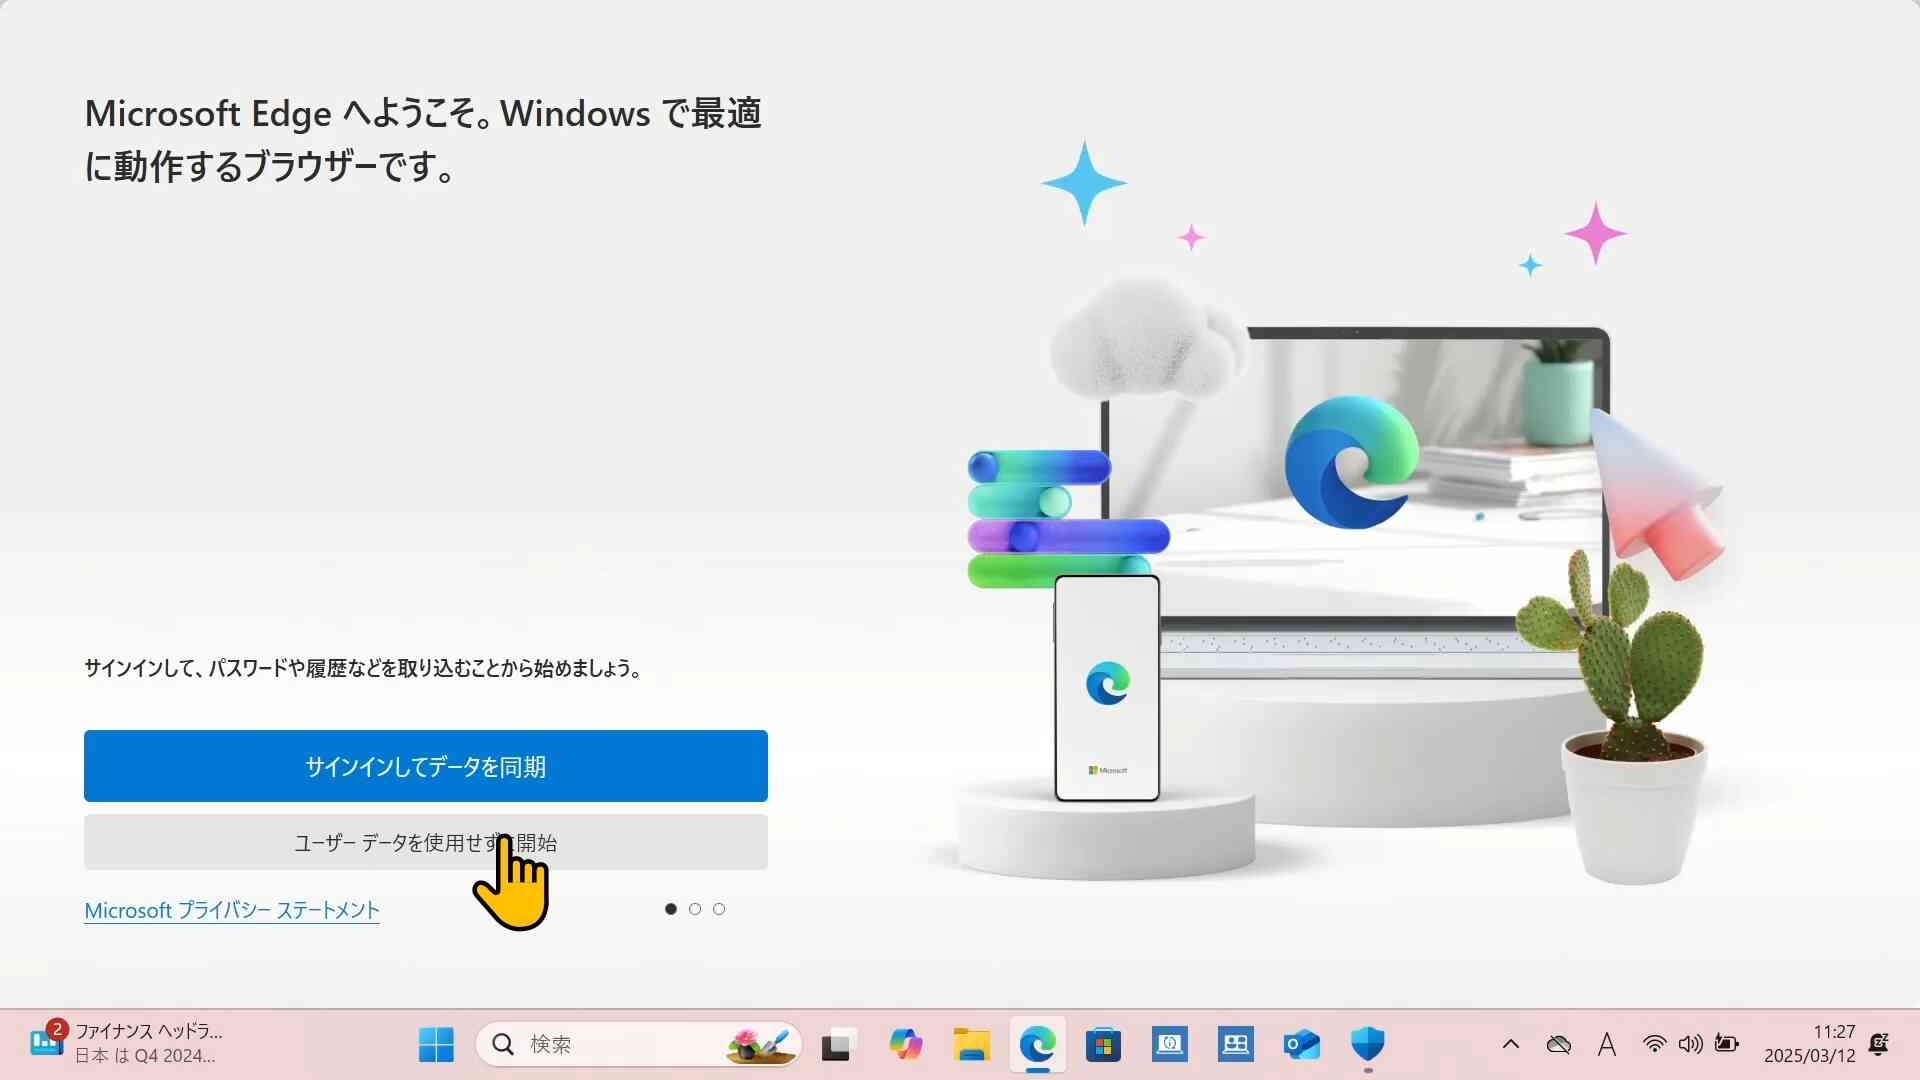 Microsoft Edge へようこそ。Windows で最適
に動作するブラウザーです。
サインインして、パスワードや履歴などを取り込むことから始めましょう。
サインインしてデータを同期
ユーザー データを使用せず 開始
Microsoft プライバシー ステートメント
Microsoft
2
ファイナンス ヘッドラ...
日本 は Q4 2024...
検索
A
11:27
2025/03/12